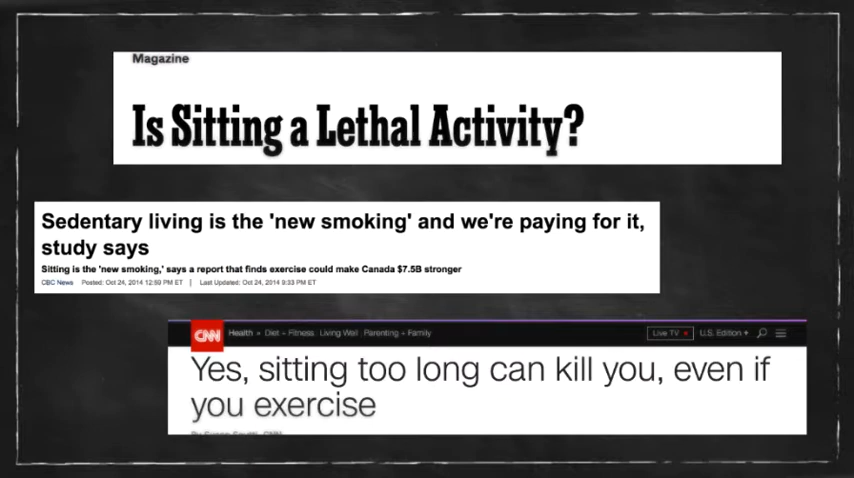 Magazine
Is Sitting a Lethal Activity?
Sedentary living is the 'new smoking' and we're paying for it,
study says
Sitting is the 'new smoking,' says a report that finds exercise could make Canada $7.5B stronger
CBC News Posted: Oct 24, 2014 12:59 PM ET | Last Updated: Oct 24, 2014 9:33 PM ET
CNN Health » Diet + Fitness Living Well Parenting + Family Live TV U.S. Edition +
Yes, sitting too long can kill you, even if
you exercise